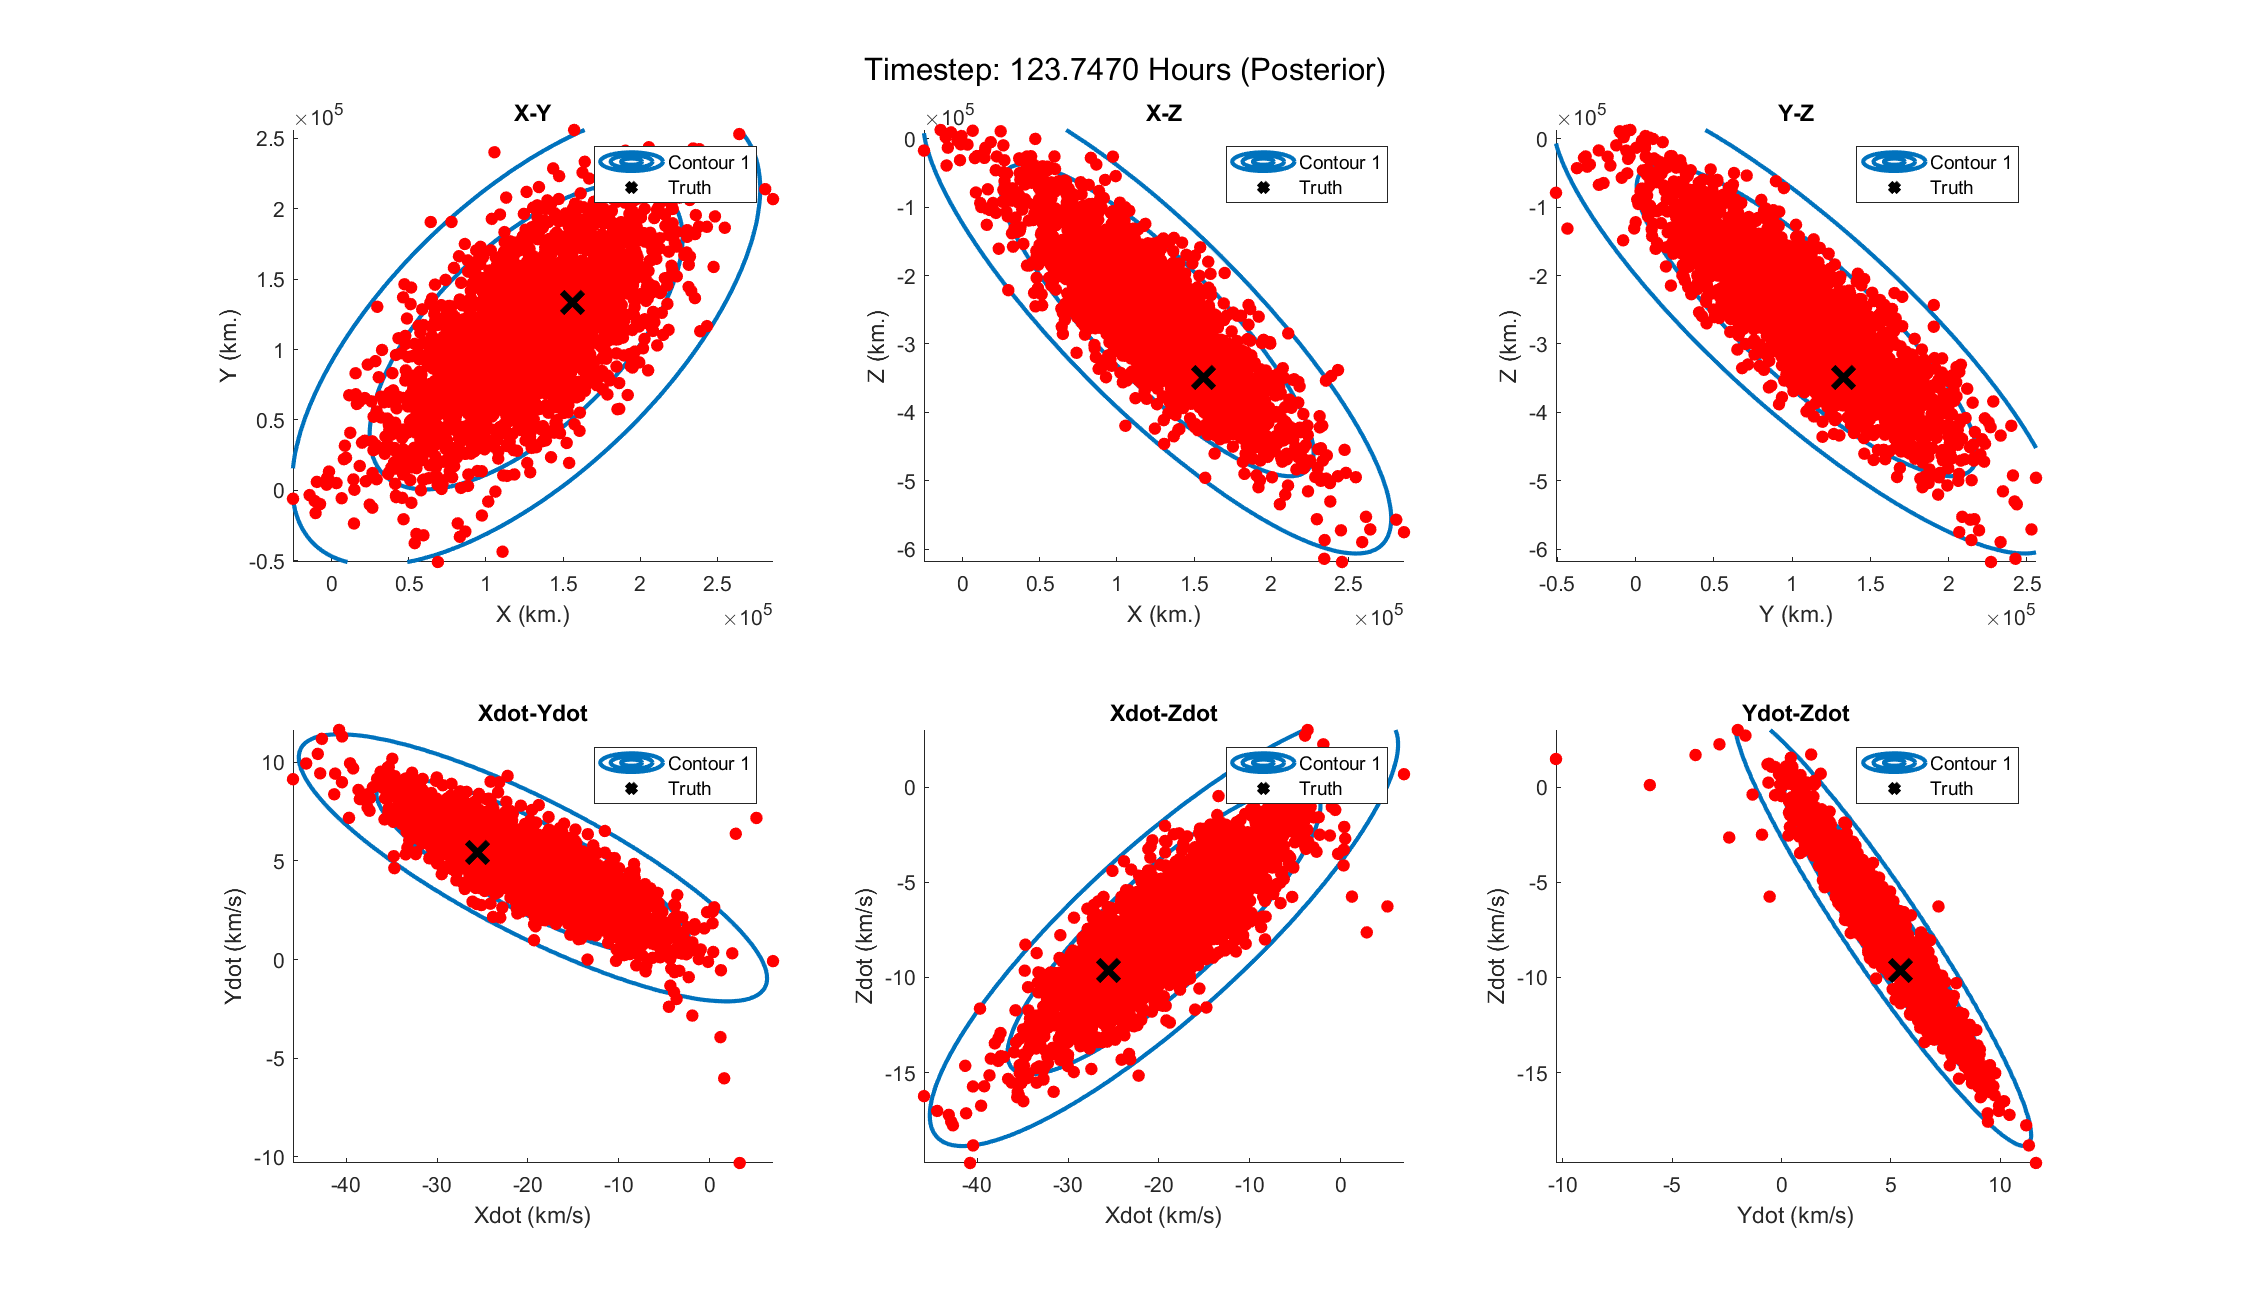 Timestep: 123.7470 Hours (Posterior)
X-Y
×10^5
2.5
2
1.5
1
0.5
0
-0.5
Y (km.)
0 0.5 1 1.5 2 2.5
×10^5
X (km.)
Contour 1
Truth
X-Z
×10^5
0
-1
-2
-3
-4
-5
-6
Z (km.)
0 0.5 1 1.5 2 2.5
×10^5
X (km.)
Contour 1
Truth
Y-Z
×10^5
0
-1
-2
-3
-4
-5
-6
Z (km.)
-0.5 0 0.5 1 1.5 2 2.5
×10^5
Y (km.)
Contour 1
Truth
Xdot-Ydot
10
5
0
-5
-10
Ydot (km/s)
-40 -30 -20 -10 0
Xdot (km/s)
Contour 1
Truth
Xdot-Zdot
0
-5
-10
-15
Zdot (km/s)
-40 -30 -20 -10 0
Xdot (km/s)
Contour 1
Truth
Ydot-Zdot
0
-5
-10
-15
Zdot (km/s)
-10 -5 0 5 10
Ydot (km/s)
Contour 1
Truth